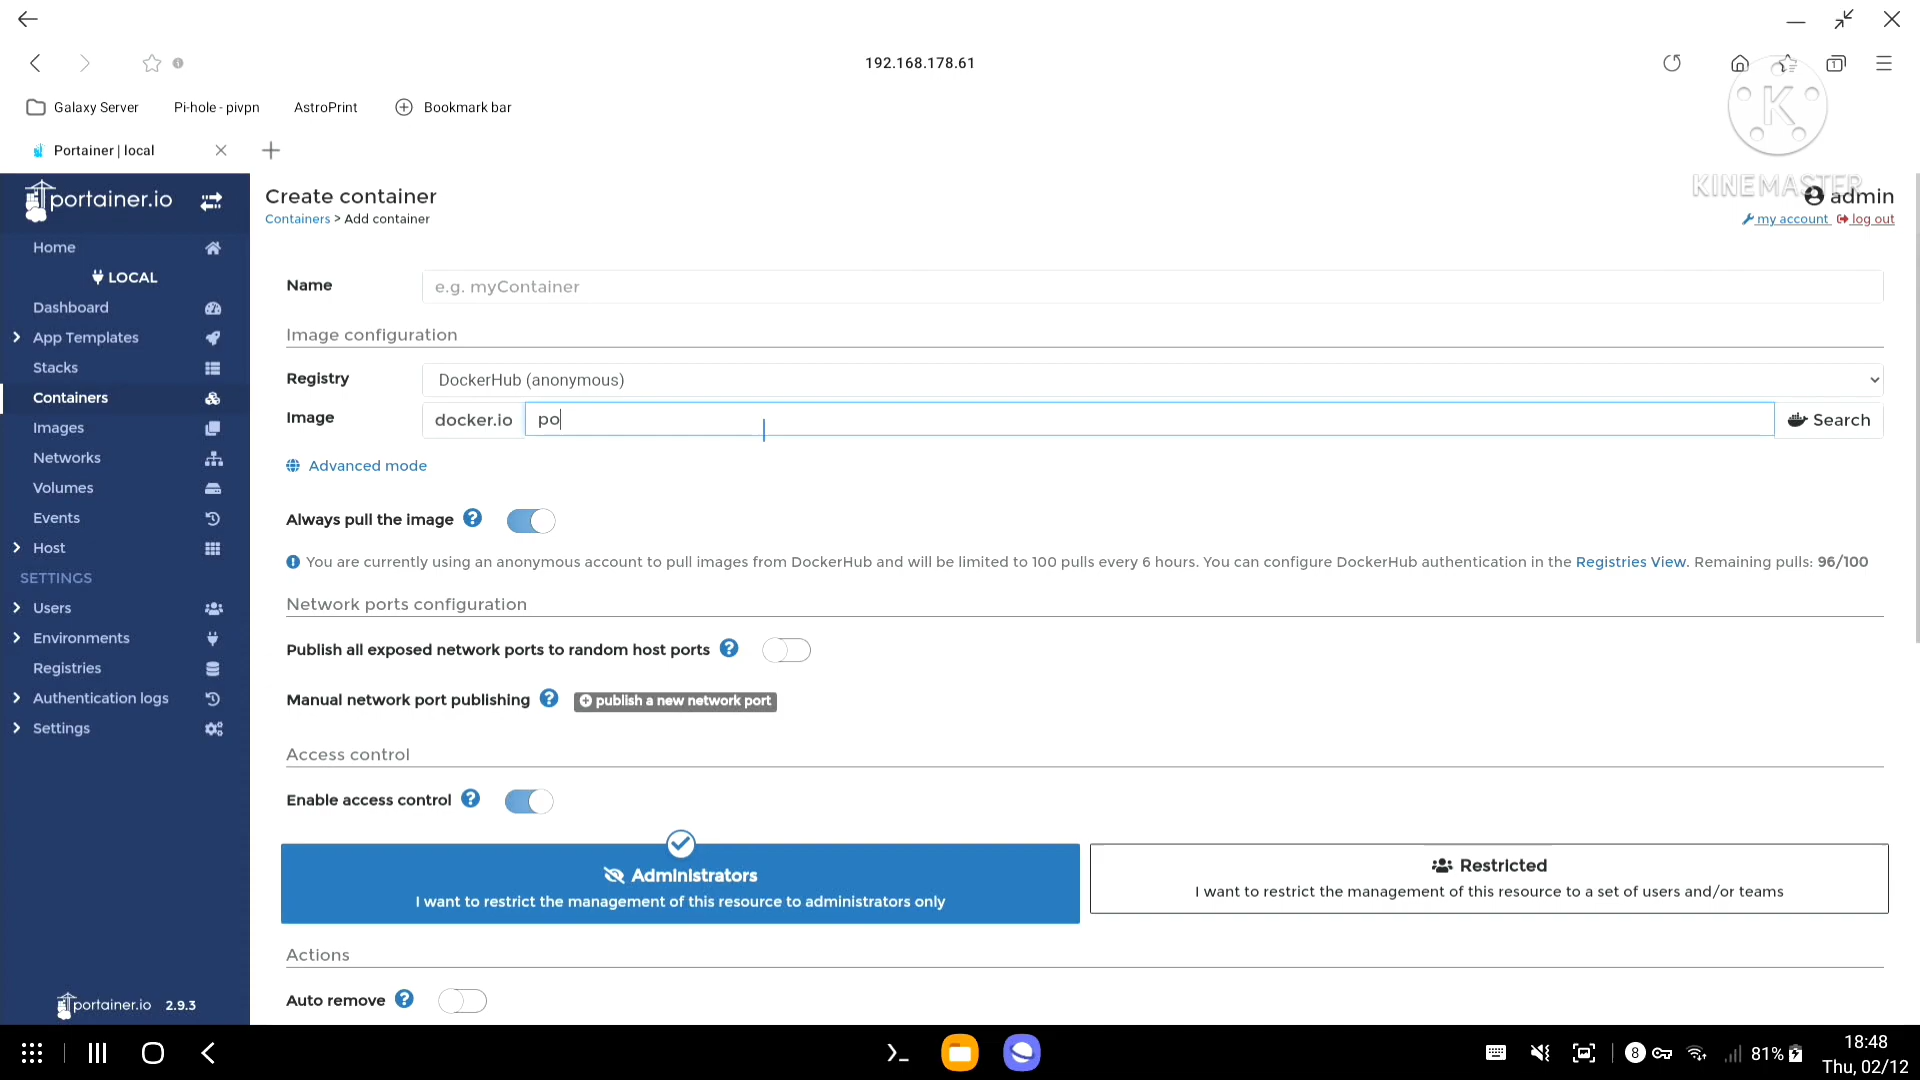 192.168.178.61
1
Galaxy Server
Pi-hole - pivpn
AstroPrint
Bookmark bar
Portainer | local
K
KINEMASTER
portainer.io
Home
LOCAL
Dashboard
App Templates
Stacks
Containers
Images
Networks
Volumes
Events
Host
SETTINGS
Users
Environments
Registries
Authentication logs
Settings
portainer.io 2.9.3
Create container
Containers > Add container
admin
my account log out
Name e.g. myContainer
Image configuration
Registry DockerHub (anonymous)
Image docker.io po Search
Advanced mode
Always pull the image
You are currently using an anonymous account to pull images from DockerHub and will be limited to 100 pulls every 6 hours. You can configure DockerHub authentication in the Registries View. Remaining pulls: 96/100
Network ports configuration
Publish all exposed network ports to random host ports
Manual network port publishing publish a new network port
Access control
Enable access control
Administrators
I want to restrict the management of this resource to administrators only
Restricted
I want to restrict the management of this resource to a set of users and/or teams
Actions
Auto remove
8
81%
18:48
Thu, 02/12